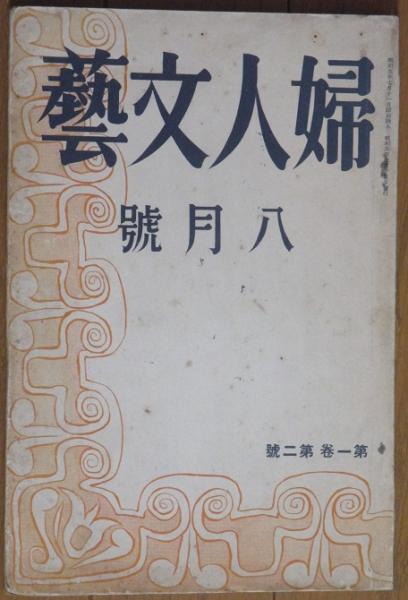 婦人文藝
八月號
第一卷 第二號